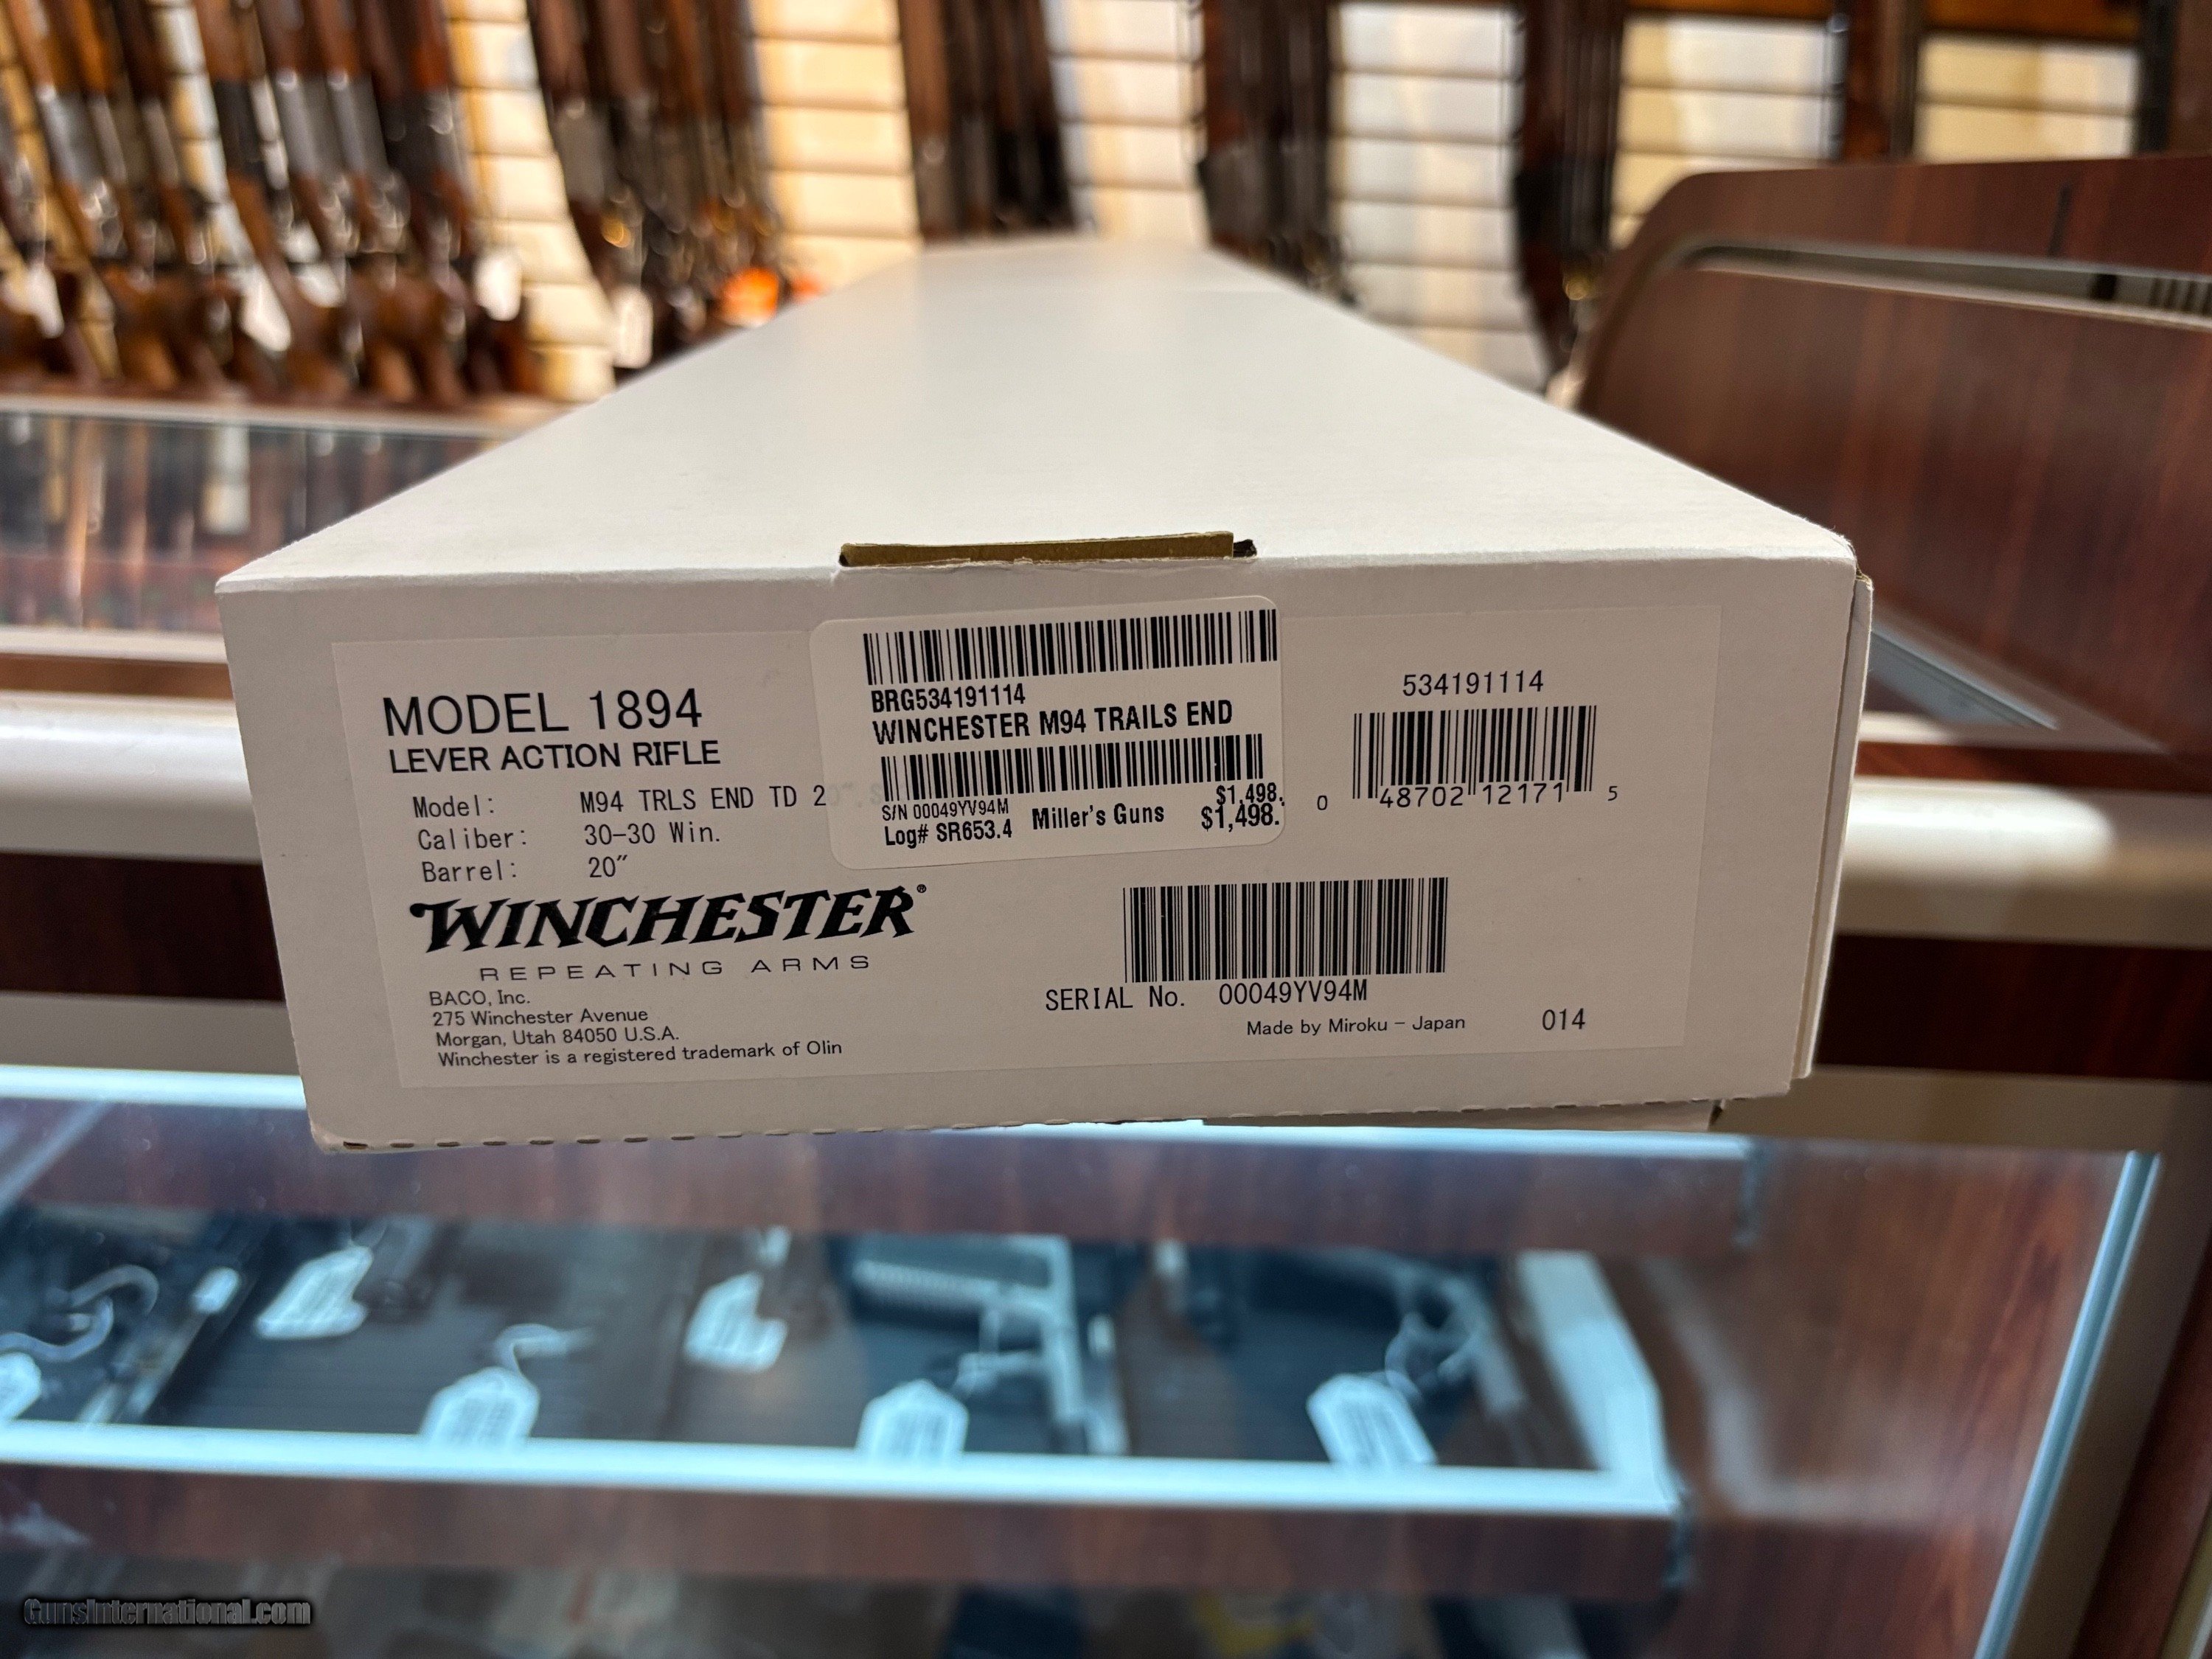 MODEL 1894
LEVER ACTION RIFLE
Model: M94 TRLS END TD 2
Caliber: 30-30 Win.
Barrel: 20"
WINCHESTER®
REPEATING ARMS
BACO, Inc.
275 Winchester Avenue
Morgan, Utah 84050 U.S.A.
Winchester is a registered trademark of Olin
BRG534191114
WINCHESTER M94 TRAILS END
S/N 00049YV94M
$1,498.
Log# SR653.4 Miller's Guns $1,498.
534191114
0 48702 12171 5
SERIAL No. 00049YV94M
Made by Miroku - Japan 014
GunsInternational.com